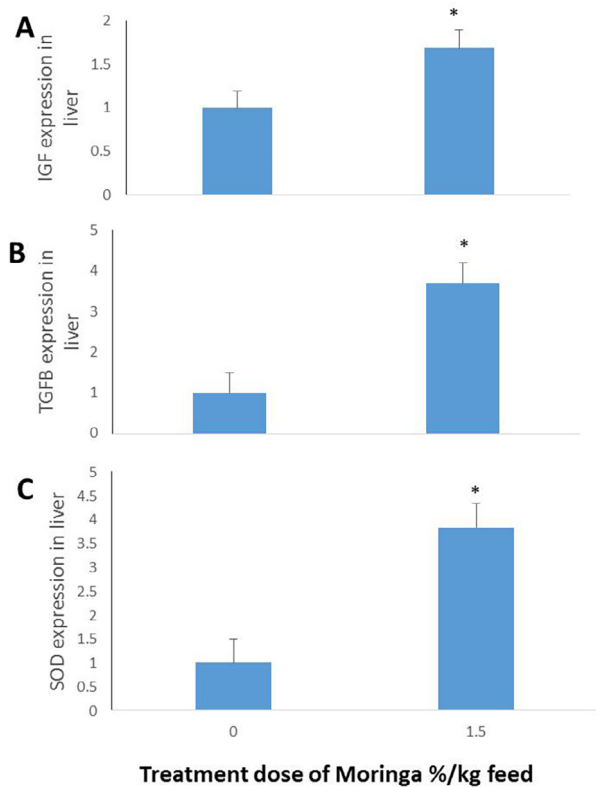 A
IGF expression in
liver
2
1.5
1
0.5
0
*
B
TGFB expression in
liver
5
4
3
2
1
0
*
C
SOD expression in liver
5
4.5
4
3.5
3
2.5
2
1.5
1
0.5
0
*
0 1.5
Treatment dose of Moringa %/kg feed